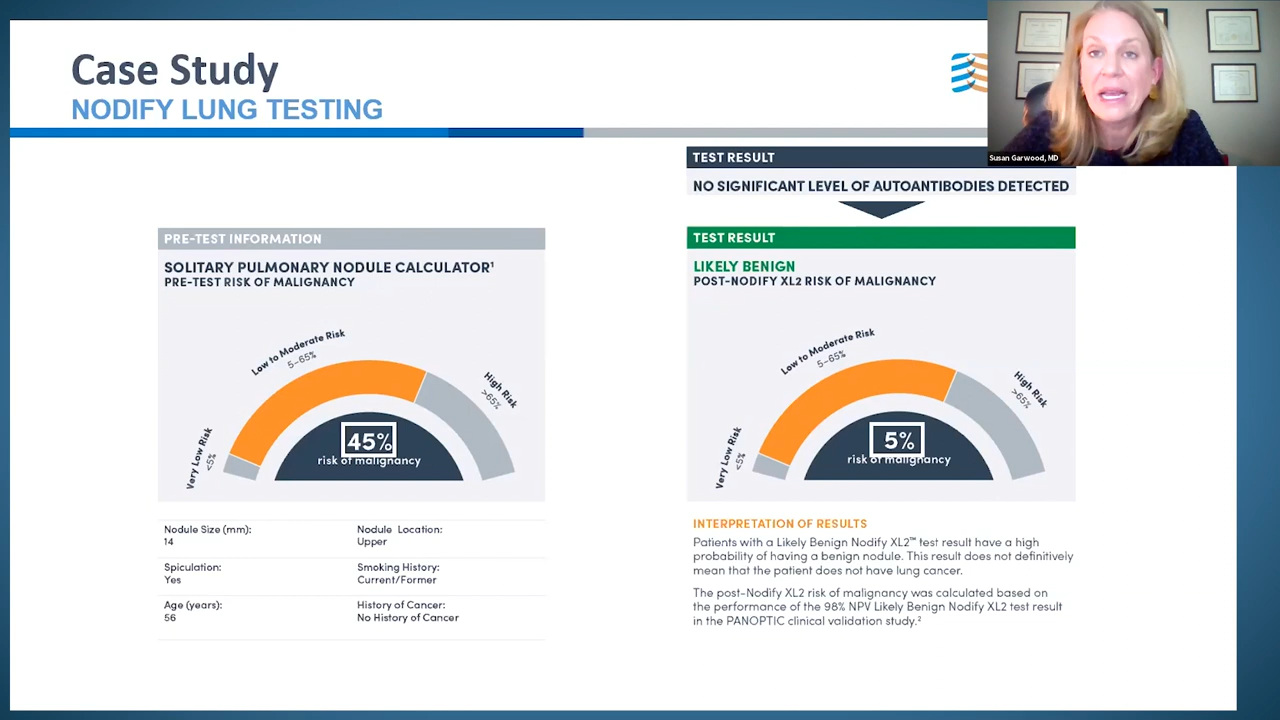 Case Study
NODIFY LUNG TESTING
Susan Garwood, MD
PRE-TEST INFORMATION
SOLITARY PULMONARY NODULE CALCULATOR¹
PRE-TEST RISK OF MALIGNANCY
Low to Moderate Risk
5–65%
High Risk
>65%
Very Low Risk
<5%
45%
risk of malignancy
Nodule Size (mm):
14
Nodule Location:
Upper
Spiculation:
Yes
Smoking History:
Current/Former
Age (years):
56
History of Cancer:
No History of Cancer
TEST RESULT
NO SIGNIFICANT LEVEL OF AUTOANTIBODIES DETECTED
TEST RESULT
LIKELY BENIGN
POST-NODIFY XL2 RISK OF MALIGNANCY
Low to Moderate Risk
5–65%
High Risk
>65%
Very Low Risk
<5%
5%
risk of malignancy
INTERPRETATION OF RESULTS
Patients with a Likely Benign Nodify XL2™ test result have a high
probability of having a benign nodule. This result does not definitively
mean that the patient does not have lung cancer.
The post-Nodify XL2 risk of malignancy was calculated based on
the performance of the 98% NPV Likely Benign Nodify XL2 test result
in the PANOPTIC clinical validation study.²